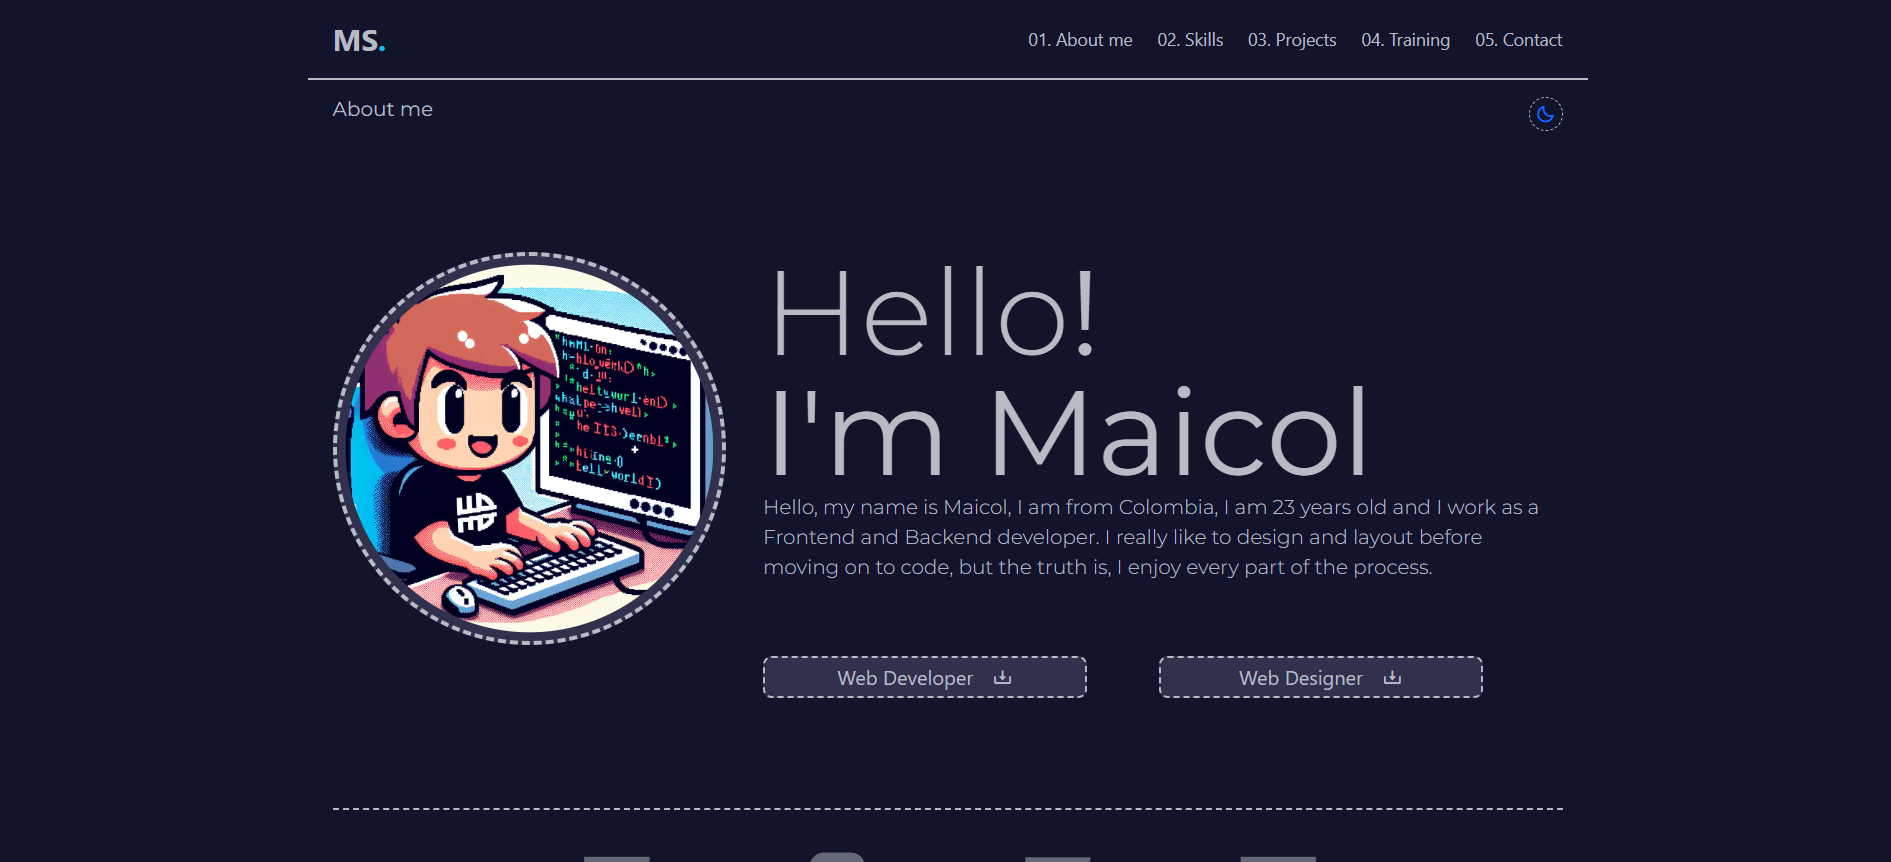 MS.
01. About me 02. Skills 03. Projects 04. Training 05. Contact
About me
Hello!
I'm Maicol
Hello, my name is Maicol, I am from Colombia, I am 23 years old and I work as a
Frontend and Backend developer. I really like to design and layout before
moving on to code, but the truth is, I enjoy every part of the process.
Web Developer
Web Designer